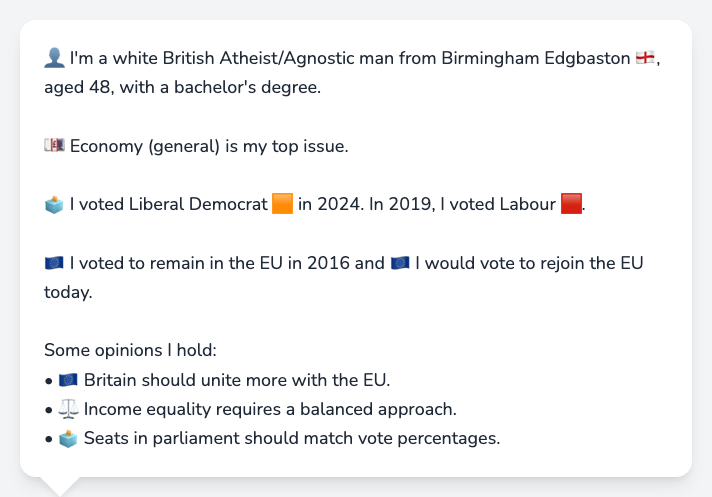 👤 I'm a white British Atheist/Agnostic man from Birmingham Edgbaston 🏴󠁧󠁢󠁥󠁮󠁧󠁿,
aged 48, with a bachelor's degree.
💷 Economy (general) is my top issue.
🗳️ I voted Liberal Democrat 🟧 in 2024. In 2019, I voted Labour 🟥.
🇪🇺 I voted to remain in the EU in 2016 and 🇪🇺 I would vote to rejoin the EU
today.
Some opinions I hold:
• 🇪🇺 Britain should unite more with the EU.
• ⚖️ Income equality requires a balanced approach.
• 🗳️ Seats in parliament should match vote percentages.